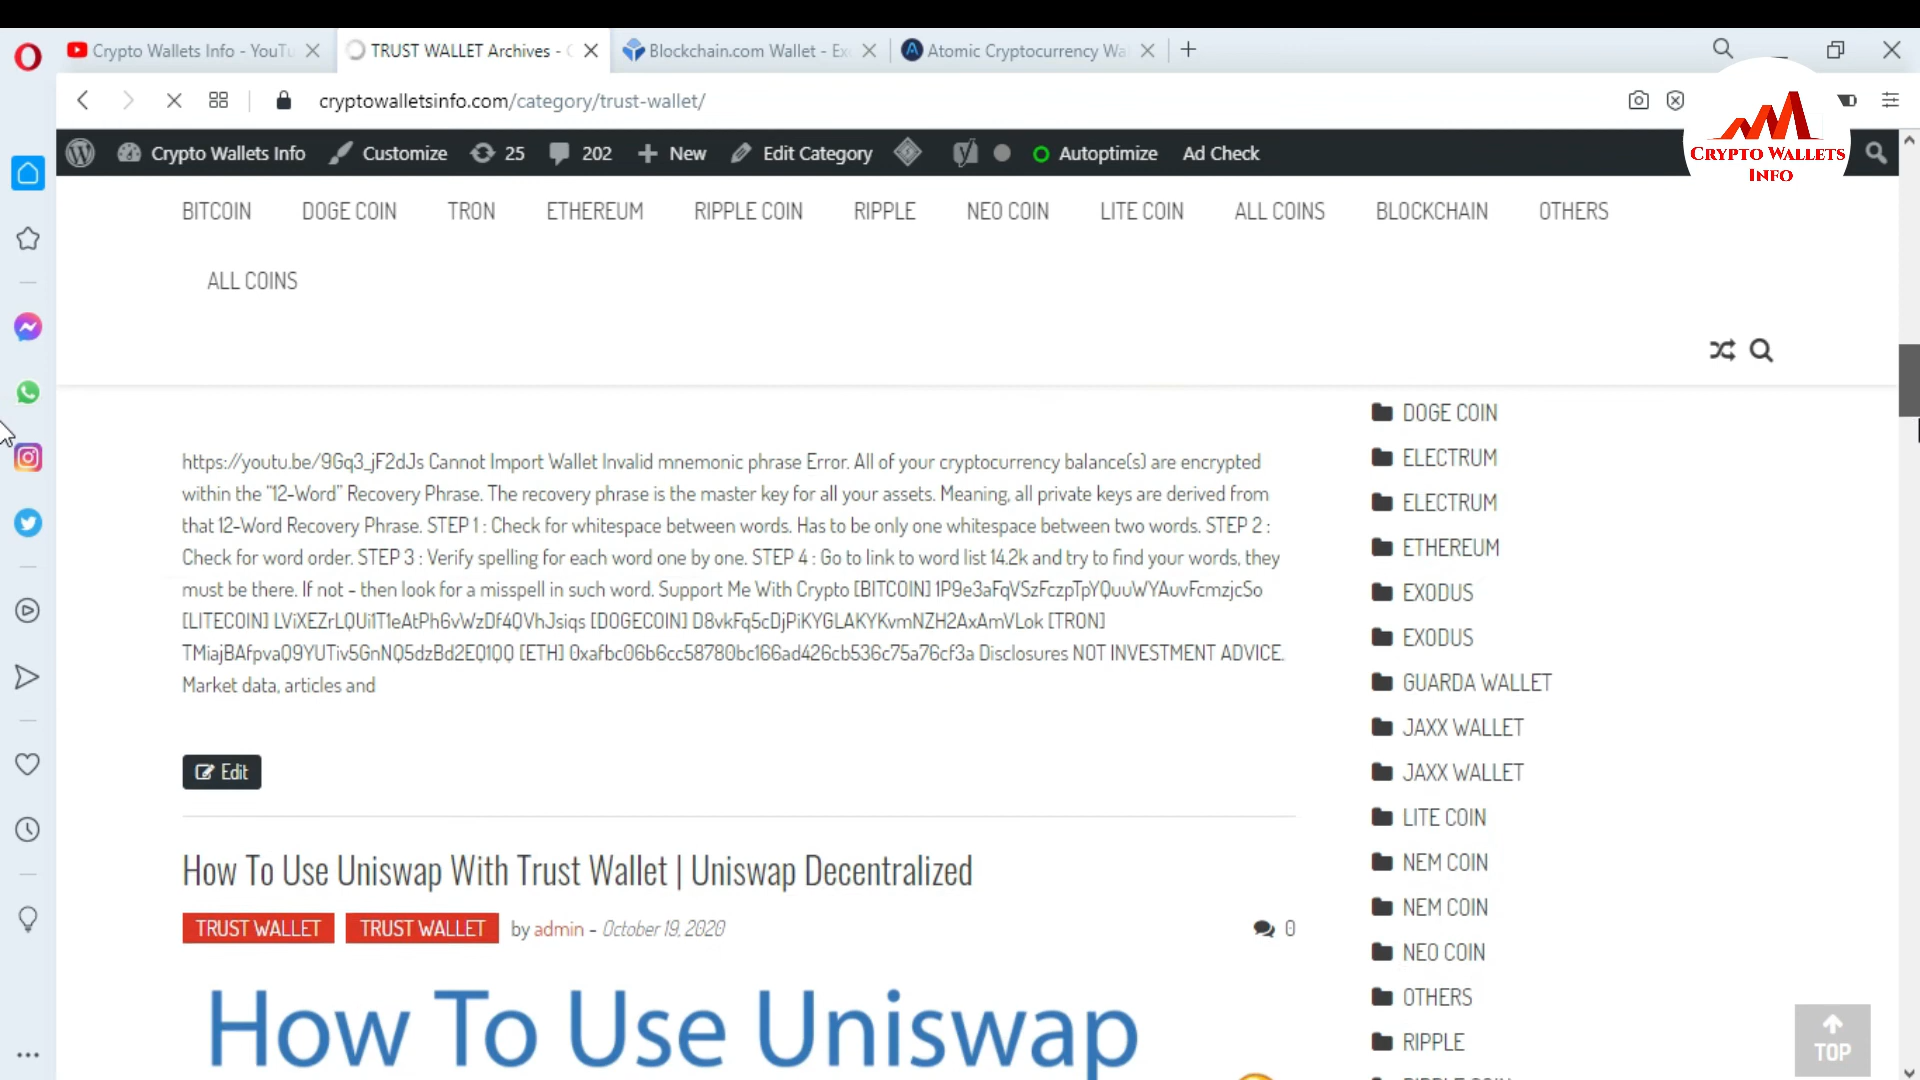 Crypto Wallets Info - YouTu
TRUST WALLET Archives - C
Blockchain.com Wallet - Exc
Atomic Cryptocurrency Wa
cryptowalletsinfo.com/category/trust-wallet/
Crypto Wallets Info
Customize
25
202
New
Edit Category
Autoptimize
Ad Check
CRYPTO WALLETS
INFO
BITCOIN
DOGE COIN
TRON
ETHEREUM
RIPPLE COIN
RIPPLE
NEO COIN
LITE COIN
ALL COINS
BLOCKCHAIN
OTHERS
ALL COINS
https://youtu.be/9Gq3_jF2dJs Cannot Import Wallet Invalid mnemonic phrase Error. All of your cryptocurrency balance(s) are encrypted
within the "12-Word" Recovery Phrase. The recovery phrase is the master key for all your assets. Meaning, all private keys are derived from
that 12-Word Recovery Phrase. STEP 1 : Check for whitespace between words. Has to be only one whitespace between two words. STEP 2 :
Check for word order. STEP 3 : Verify spelling for each word one by one. STEP 4 : Go to link to word list 14.2k and try to find your words, they
must be there. If not – then look for a misspell in such word. Support Me With Crypto [BITCOIN] 1P9e3aFqVSzFczpTpYQuuWYAuvFcmzjcSo
[LITECOIN] LViXEZrLQUi1T1eAtPh6vWzDf4QVhJsiqs [DOGECOIN] D8vkFq5cDjPiKYGLAKYKvmNZH2AxAmVLok [TRON]
TMiajBAfpvaQ9YUTiv5GnNQ5dzBd2EQ1QQ [ETH] 0xafbc06b6cc58780bc166ad426cb536c75a76cf3a Disclosures NOT INVESTMENT ADVICE.
Market data, articles and
Edit
How To Use Uniswap With Trust Wallet | Uniswap Decentralized
TRUST WALLET
TRUST WALLET
by admin - October 19, 2020
0
How To Use Uniswap
DOGE COIN
ELECTRUM
ELECTRUM
ETHEREUM
EXODUS
EXODUS
GUARDA WALLET
JAXX WALLET
JAXX WALLET
LITE COIN
NEM COIN
NEM COIN
NEO COIN
OTHERS
RIPPLE
TOP